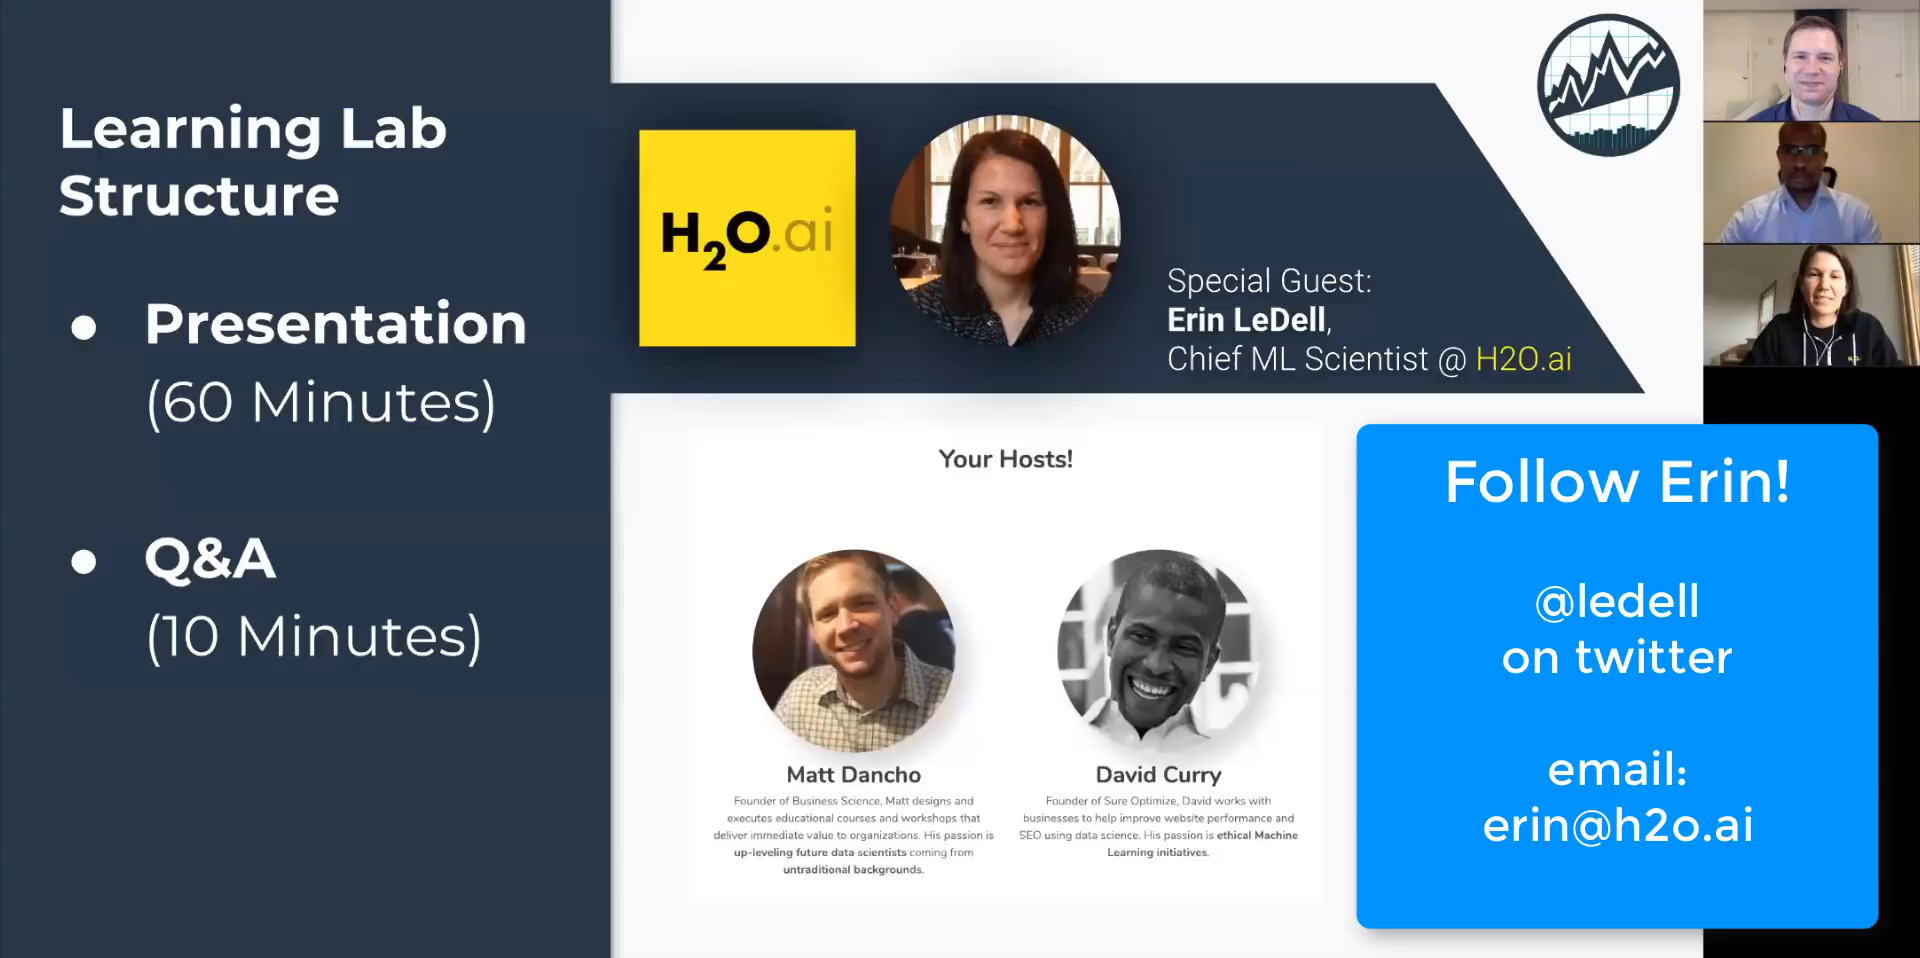 Learning Lab
Structure
● Presentation
(60 Minutes)
● Q&A
(10 Minutes)
H2O.ai
Special Guest:
Erin LeDell,
Chief ML Scientist @ H2O.ai
Your Hosts!
Matt Dancho
Founder of Business Science, Matt designs and
executes educational courses and workshops that
deliver immediate value to organizations. His passion is
up-leveling future data scientists coming from
untraditional backgrounds.
David Curry
Founder of Sure Optimize, David works with
businesses to help improve website performance and
SEO using data science. His passion is ethical Machine
Learning initiatives.
Follow Erin!
@ledell
on twitter
email:
erin@h2o.ai